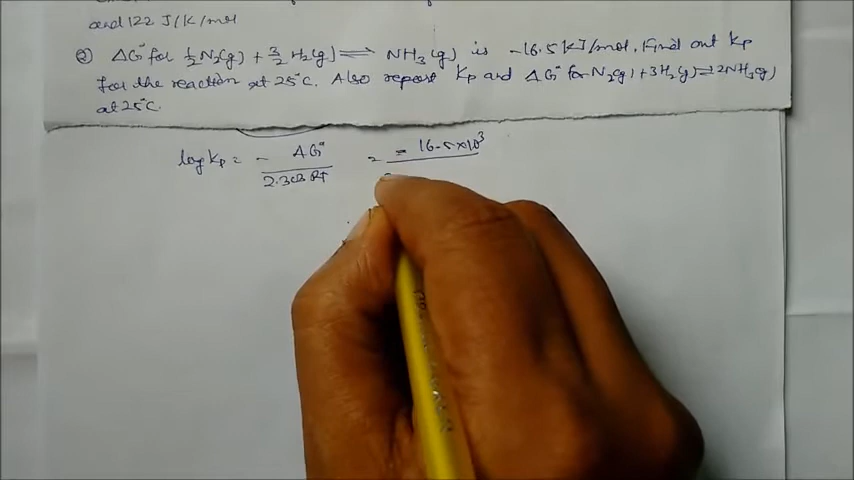 and 122 J/K/mol
② ΔG° for 1/2 N₂(g) + 3/2 H₂(g) ⇌ NH₃(g) is -16.5 KJ/mol. Find out Kp
for the reaction at 25°C. Also report Kp and ΔG° for N₂(g) + 3H₂(g) ⇌ 2NH₃(g)
at 25°C.
log Kp = - ΔG° / 2.303 RT = - 16.5×10³